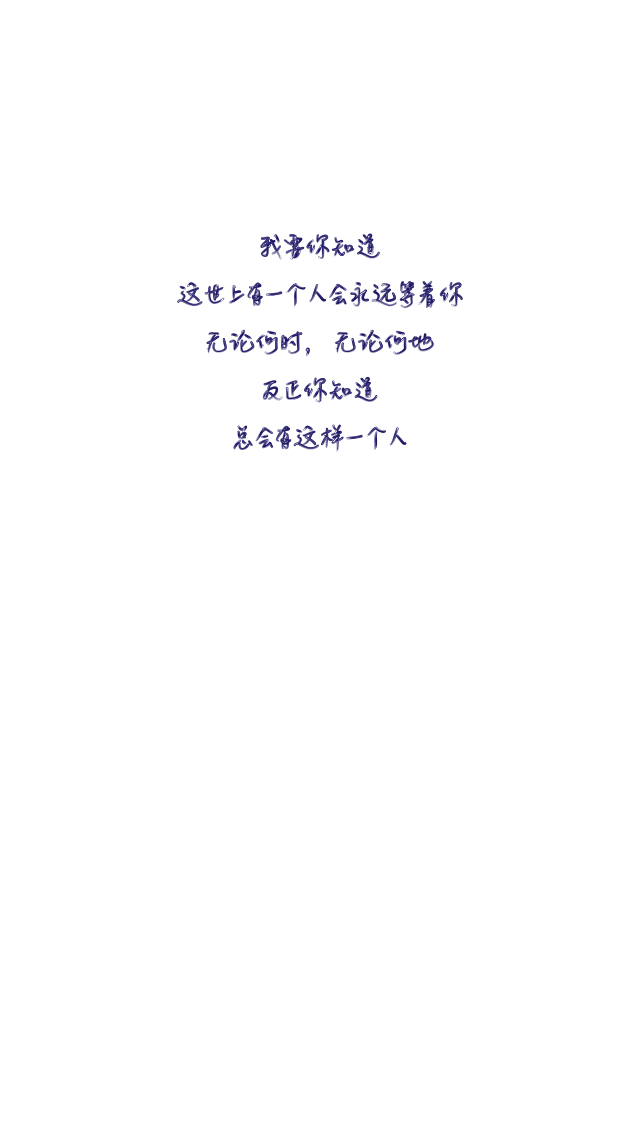 我要你知道
这世上有一个人会永远等着你
无论何时，无论何地
反正你知道
总会有这样一个人